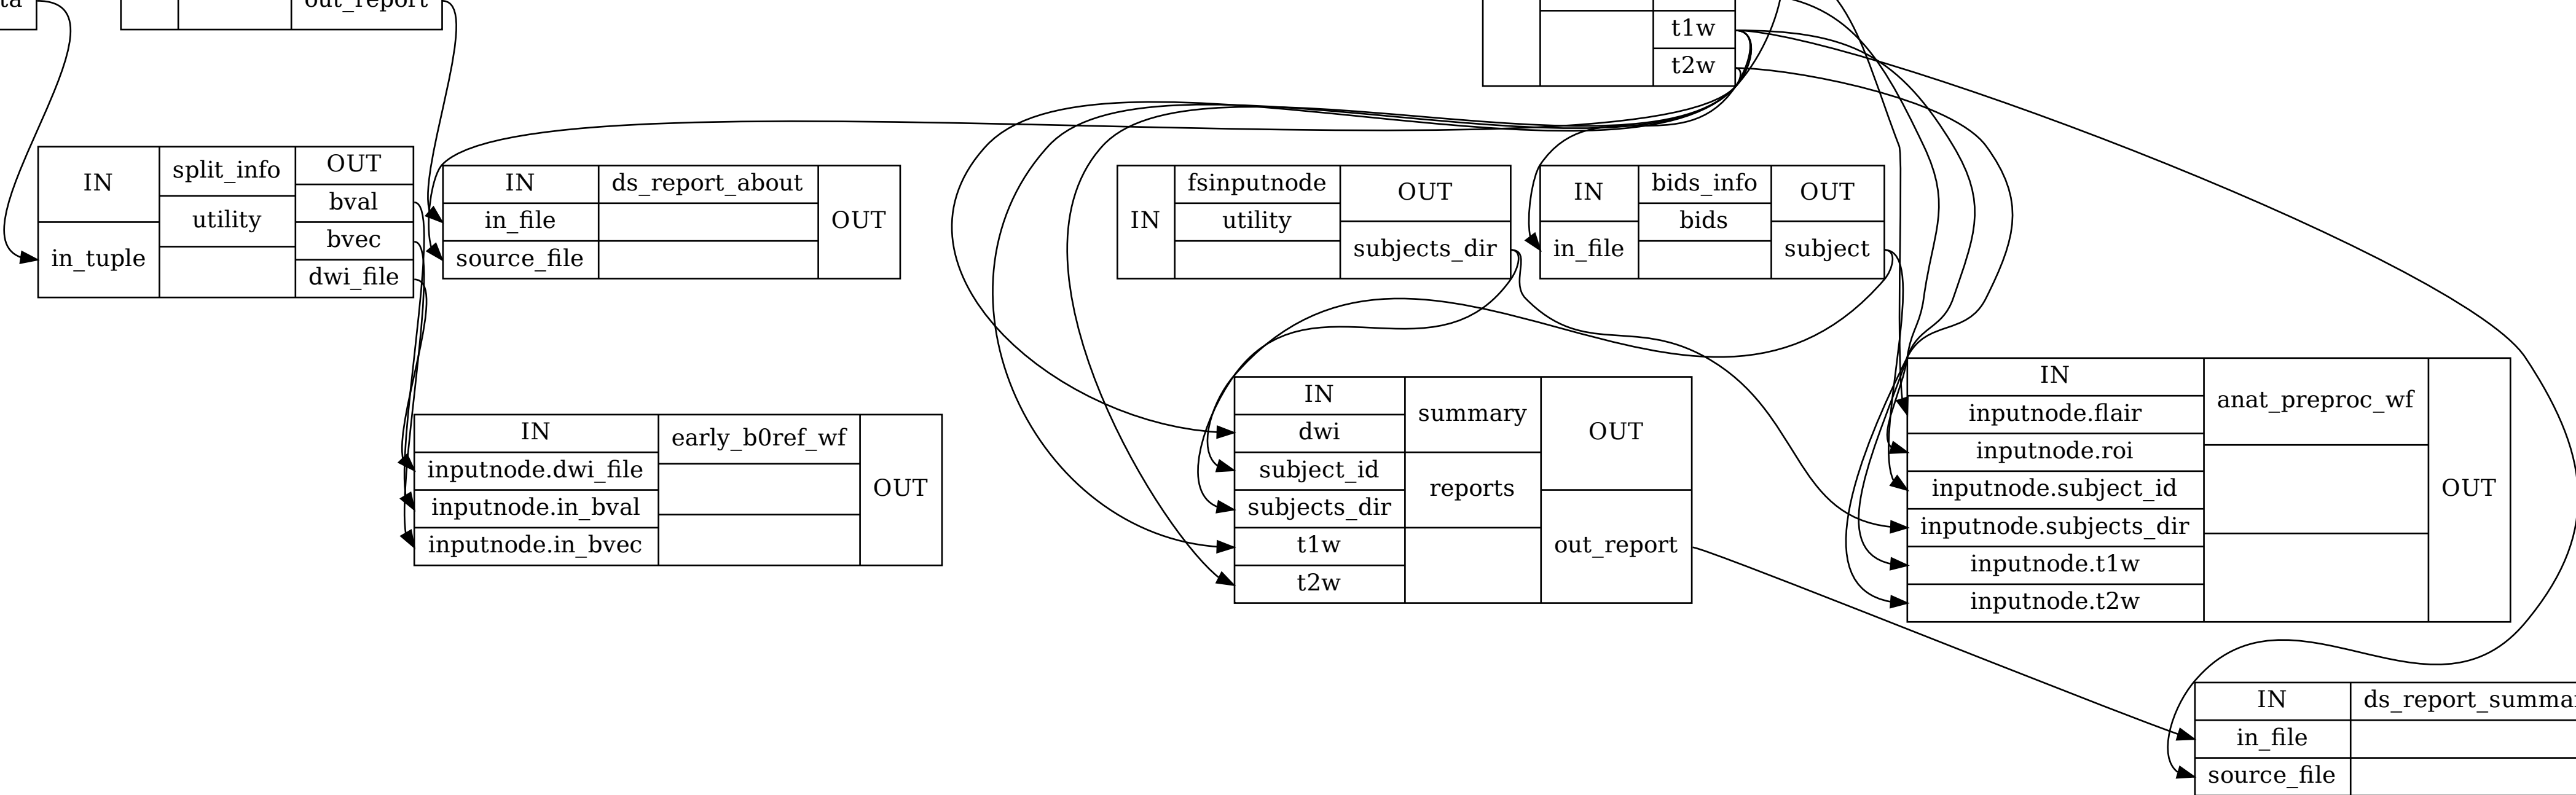 ta
out_report
t1w
t2w
IN
in_tuple
split_info
utility
OUT
bval
bvec
dwi_file
IN
in_file
source_file
ds_report_about
OUT
IN
fsinputnode
utility
OUT
subjects_dir
IN
in_file
bids_info
bids
OUT
subject
IN
inputnode.dwi_file
inputnode.in_bval
inputnode.in_bvec
early_b0ref_wf
OUT
IN
dwi
subject_id
subjects_dir
t1w
t2w
summary
reports
OUT
out_report
IN
inputnode.flair
inputnode.roi
inputnode.subject_id
inputnode.subjects_dir
inputnode.t1w
inputnode.t2w
anat_preproc_wf
OUT
IN
in_file
source_file
ds_report_summa